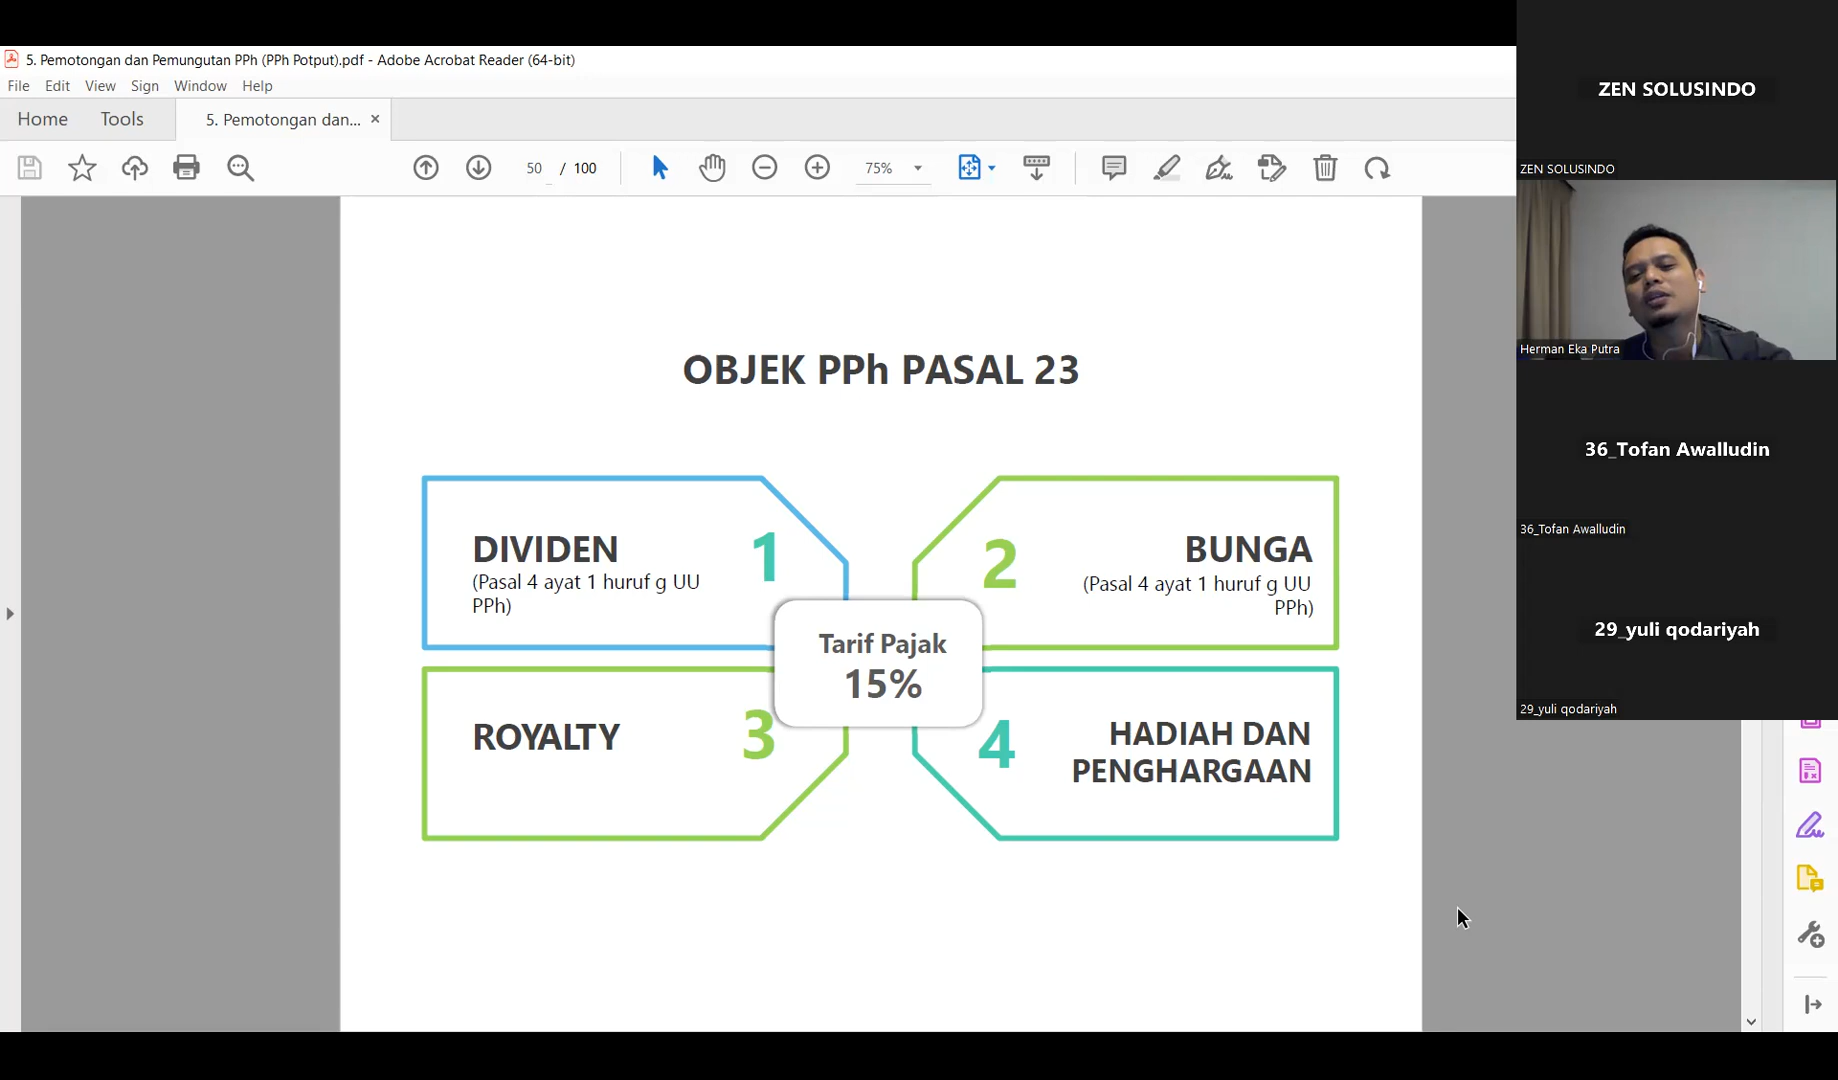 5. Pemotongan dan Pemungutan PPh (PPh Potput).pdf - Adobe Acrobat Reader (64-bit)
File Edit View Sign Window Help
Home Tools 5. Pemotongan dan... ×
50 / 100 75%
OBJEK PPh PASAL 23
DIVIDEN
(Pasal 4 ayat 1 huruf g UU
PPh)
1
2
BUNGA
(Pasal 4 ayat 1 huruf g UU
PPh)
Tarif Pajak
15%
ROYALTY
3
4
HADIAH DAN
PENGHARGAAN
ZEN SOLUSINDO
ZEN SOLUSINDO
Herman Eka Putra
36_Tofan Awalludin
36_Tofan Awalludin
29_yuli qodariyah
29_yuli qodariyah